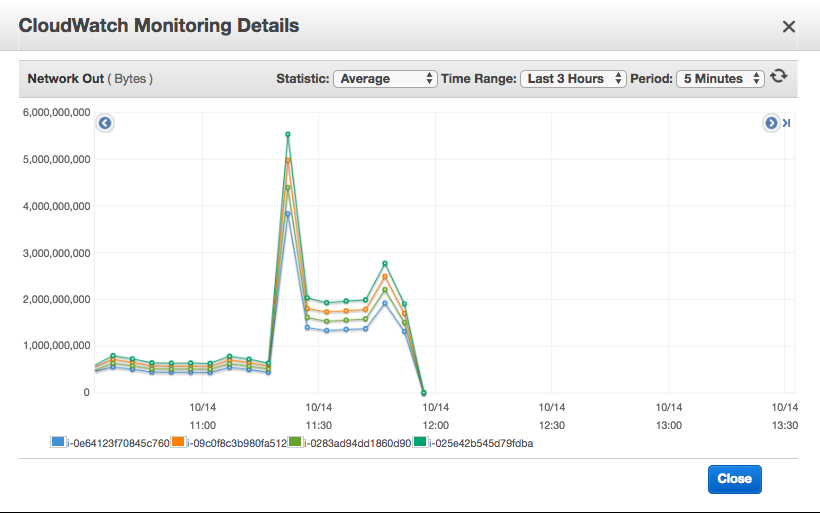 CloudWatch Monitoring Details
Network Out ( Bytes ) Statistic: Average Time Range: Last 3 Hours Period: 5 Minutes
6,000,000,000
5,000,000,000
4,000,000,000
3,000,000,000
2,000,000,000
1,000,000,000
0
10/14 10/14 10/14 10/14 10/14 10/14
11:00 11:30 12:00 12:30 13:00 13:30
i-0e64123f70845c760 i-09c0f8c3b980fa512 i-0283ad94dd1860d90 i-025e42b545d79fdba
Close